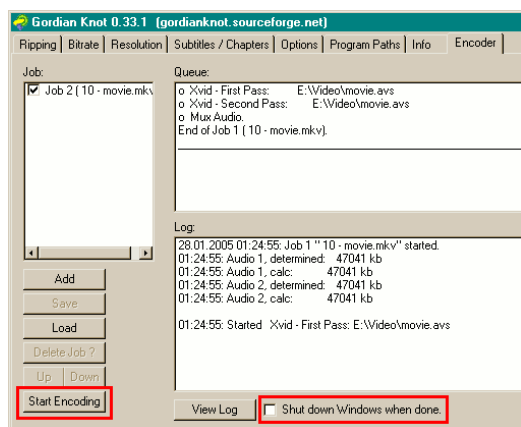 Gordian Knot 0.33.1 (gordianknot.sourceforge.net)
Ripping Bitrate Resolution Subtitles / Chapters Options Program Paths Info Encoder
Job:
Job 2 ( 10 - movie.mkv
Queue:
o Xvid - First Pass: E:\Video\movie.avs
o Xvid - Second Pass: E:\Video\movie.avs
o Mux Audio.
End of Job 1 ( 10 - movie.mkv).
Log:
28.01.2005 01:24:55: Job 1 " 10 - movie.mkv" started.
01:24:55: Audio 1, determined: 47041 kb
01:24:55: Audio 1, calc: 47041 kb
01:24:55: Audio 2, determined: 47041 kb
01:24:55: Audio 2, calc: 47041 kb
01:24:55: Started Xvid - First Pass: E:\Video\movie.avs
Add
Save
Load
Delete Job ?
Up Down
Start Encoding
View Log
Shut down Windows when done.